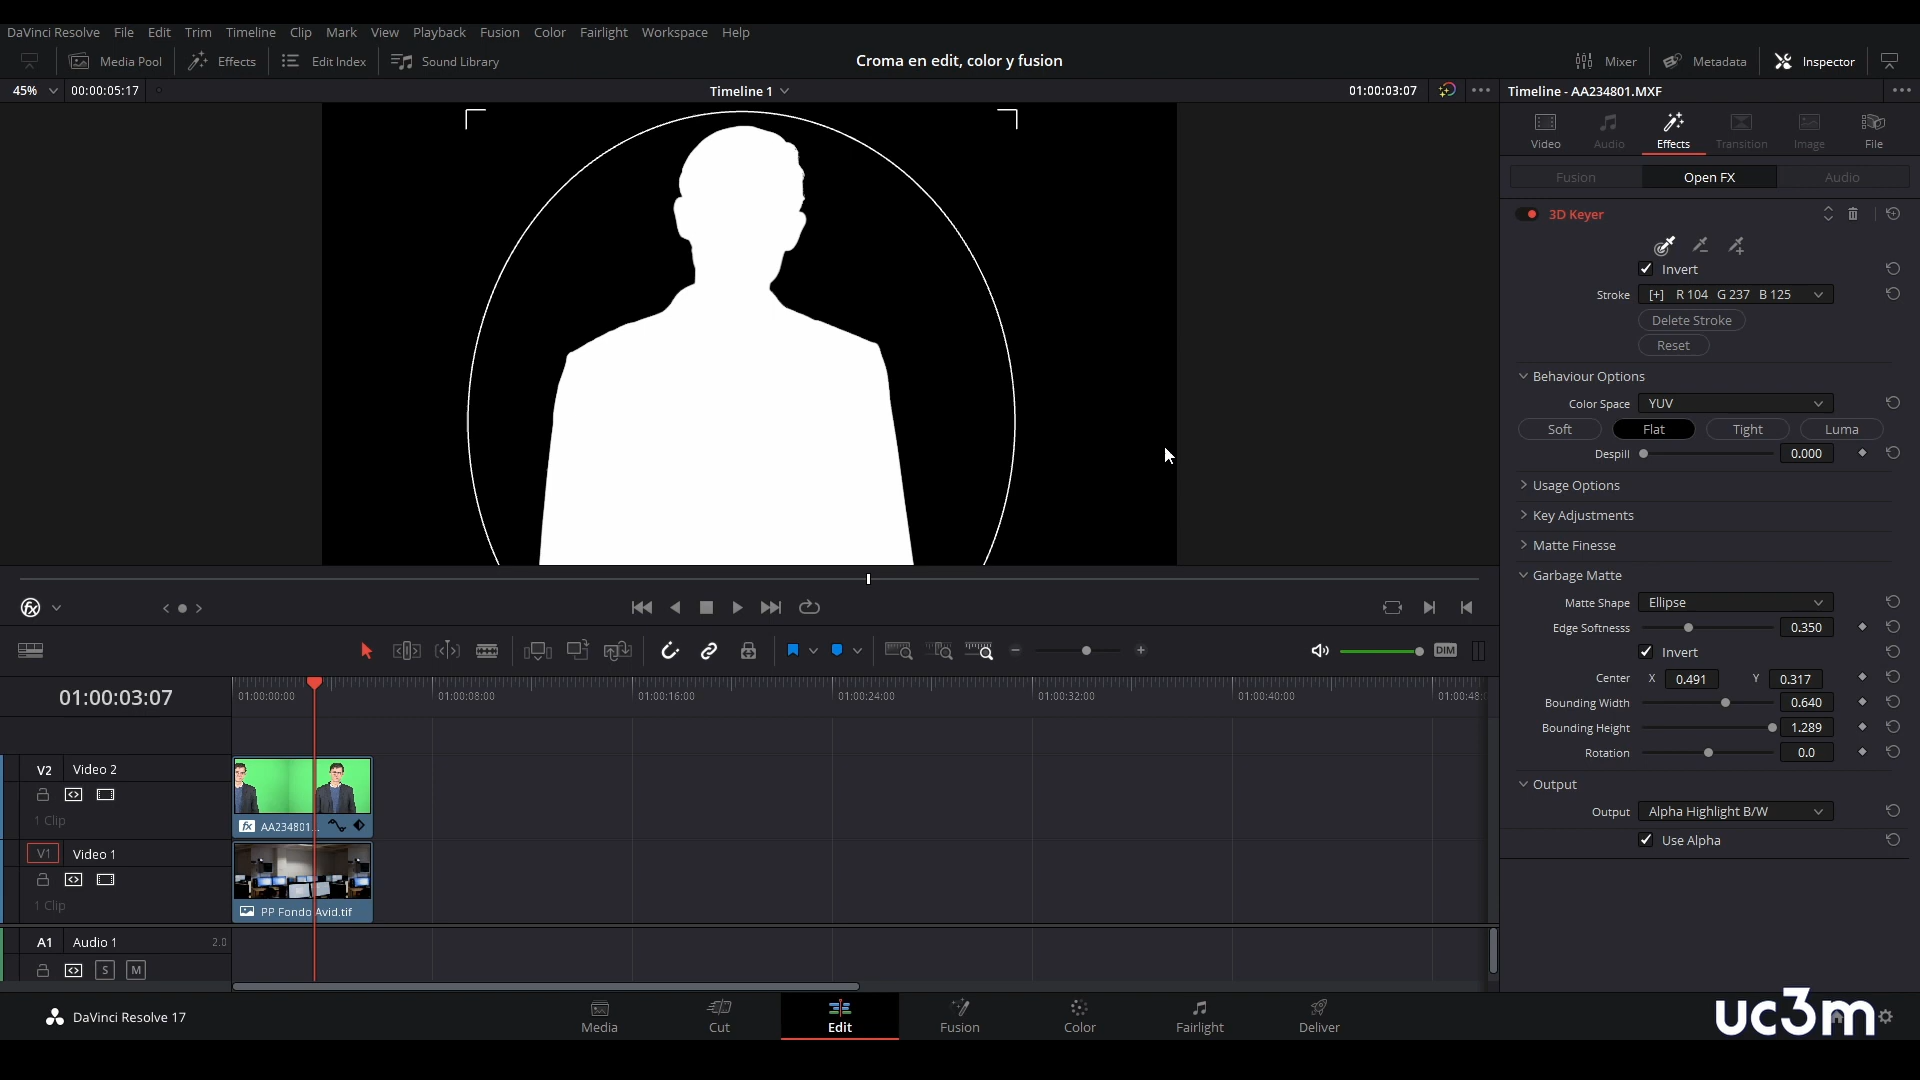 DaVinci Resolve File Edit Trim Timeline Clip Mark View Playback Fusion Color Fairlight Workspace Help
Media Pool Effects Edit Index Sound Library Croma en edit, color y fusion Mixer Metadata Inspector
45% 00:00:05:17 Timeline 1 01:00:03:07 Timeline - AA234801.MXF
Video Audio Effects Transition Image File
Fusion Open FX Audio
3D Keyer
Invert
Stroke [+] R 104 G 237 B 125
Delete Stroke
Reset
Behaviour Options
Color Space YUV
Soft Flat Tight Luma
Despill 0.000
Usage Options
Key Adjustments
Matte Finesse
Garbage Matte
Matte Shape Ellipse
Edge Softnesss 0.350
Invert
Center X 0.491 Y 0.317
Bounding Width 0.640
Bounding Height 1.289
Rotation 0.0
Output
Output Alpha Highlight B/W
Use Alpha
fx
DIM
01:00:03:07 01:00:00:00 01:00:08:00 01:00:16:00 01:00:24:00 01:00:32:00 01:00:40:00 01:00:48:
V2 Video 2
1 Clip
fx AA234801...
V1 Video 1
1 Clip
PP Fondo Avid.tif
A1 Audio 1 2.0
S M
DaVinci Resolve 17 Media Cut Edit Fusion Color Fairlight Deliver
uc3m